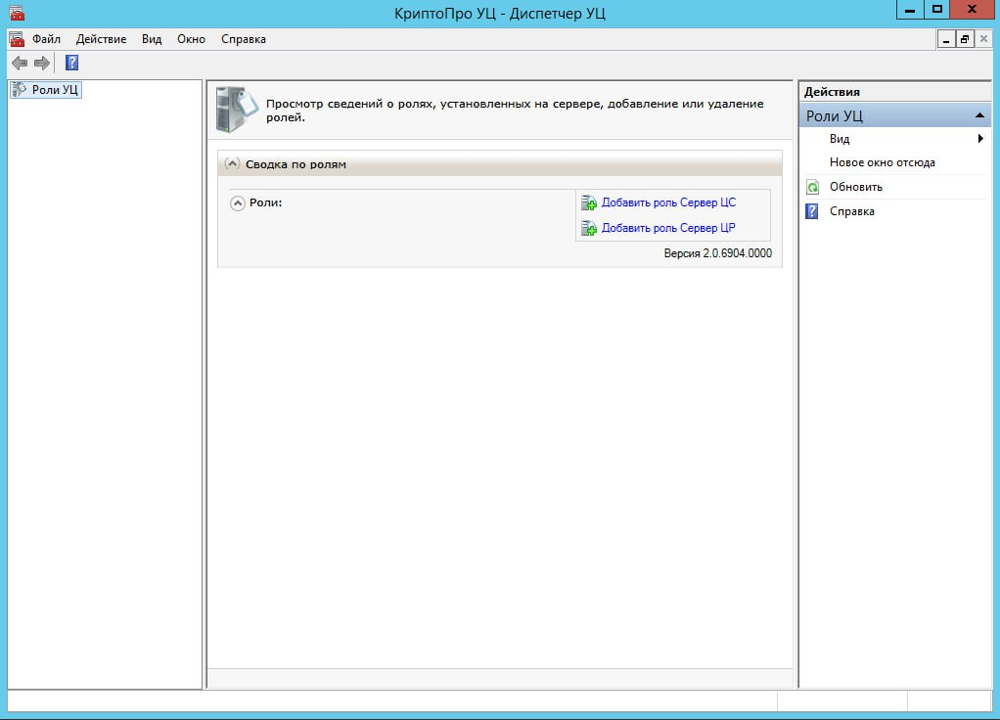 КриптоПро УЦ - Диспетчер УЦ
Файл Действие Вид Окно Справка
Роли УЦ
Просмотр сведений о ролях, установленных на сервере, добавление или удаление
ролей.
Сводка по ролям
Роли:
Добавить роль Сервер ЦС
Добавить роль Сервер ЦР
Версия 2.0.6904.0000
Действия
Роли УЦ
Вид
Новое окно отсюда
Обновить
Справка